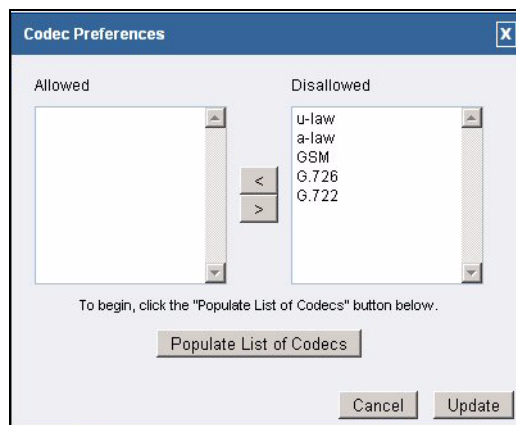 Codec Preferences
X
Allowed
Disallowed
u-law
a-law
GSM
G.726
G.722
<
>
To begin, click the "Populate List of Codecs" button below.
Populate List of Codecs
Cancel
Update